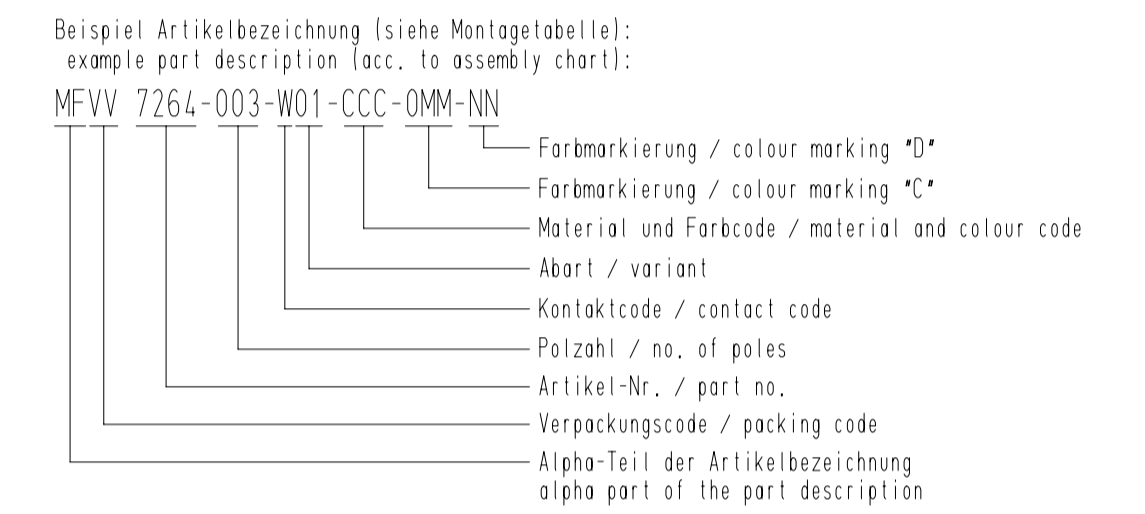 Beispiel Artikelbezeichnung (siehe Montagetabelle):
example part description (acc. to assembly chart):
MFVV 7264-003-W01-CCC-0MM-NN
Farbmarkierung / colour marking "D"
Farbmarkierung / colour marking "C"
Material und Farbcode / material and colour code
Abart / variant
Kontaktcode / contact code
Polzahl / no. of poles
Artikel-Nr. / part no.
Verpackungscode / packing code
Alpha-Teil der Artikelbezeichnung
alpha part of the part description